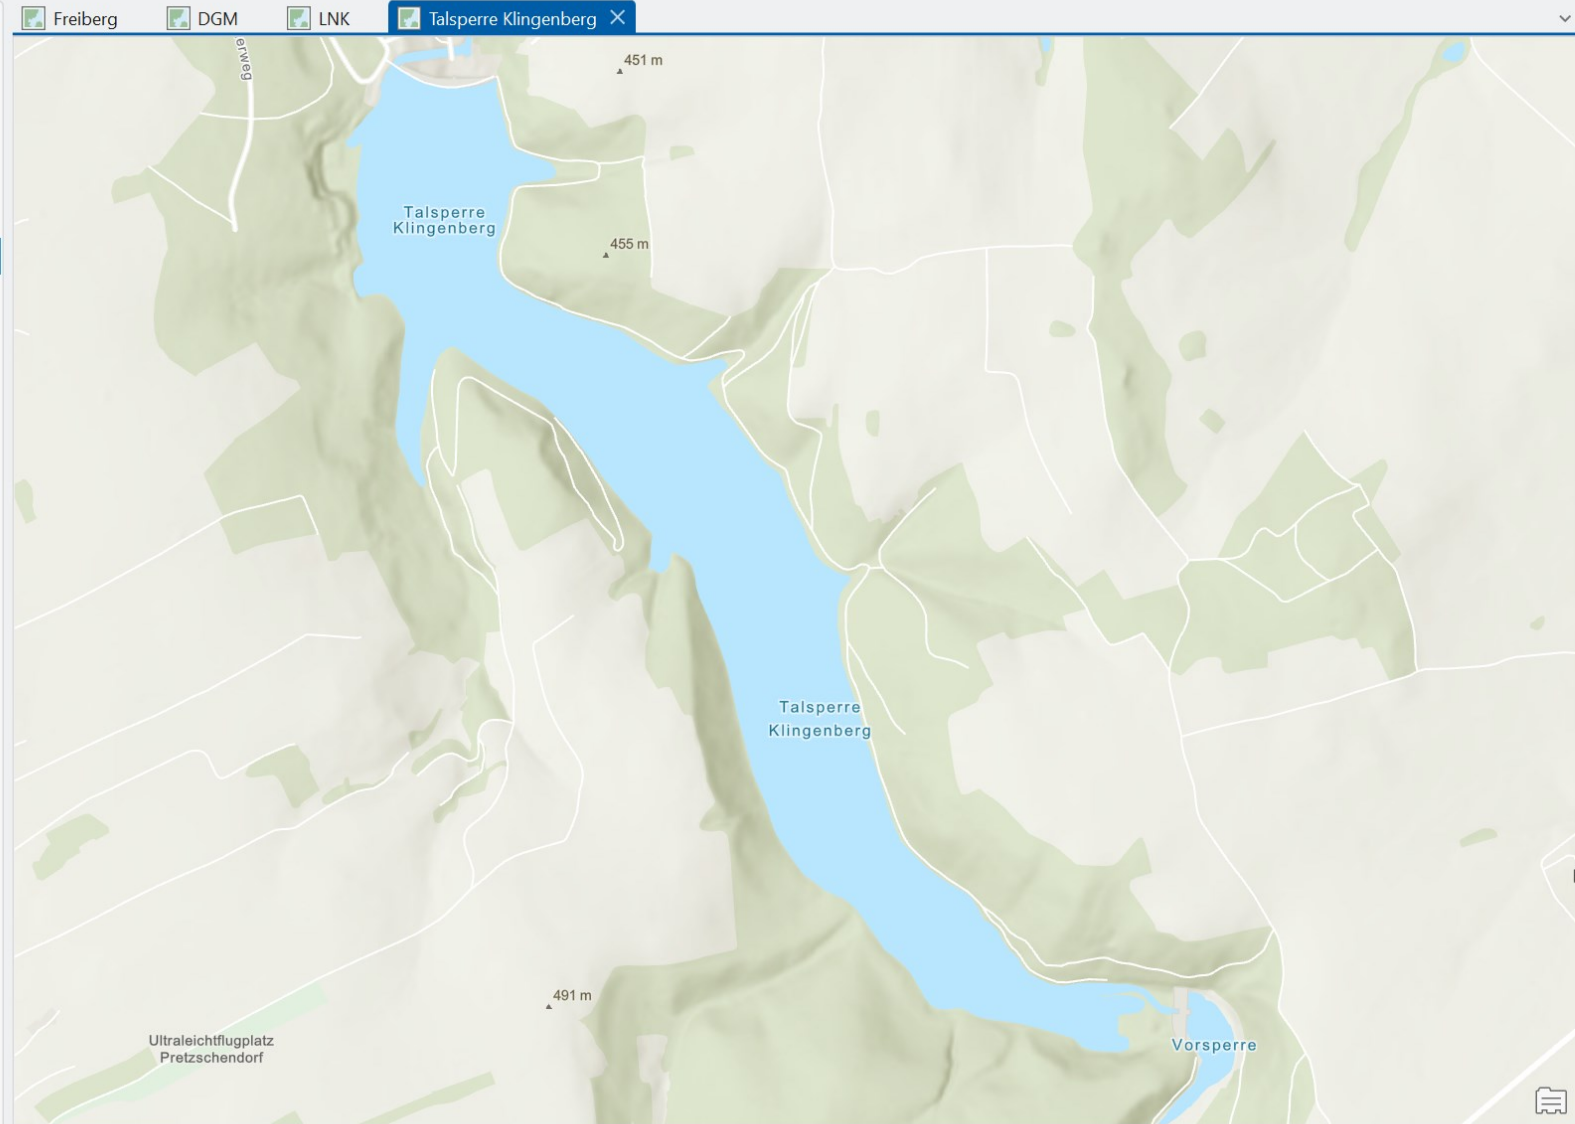 Freiberg
DGM
LNK
Talsperre Klingenberg
erweg
451 m
Talsperre
Klingenberg
455 m
Talsperre
Klingenberg
491 m
Ultraleichtflugplatz
Pretzschendorf
Vorsperre